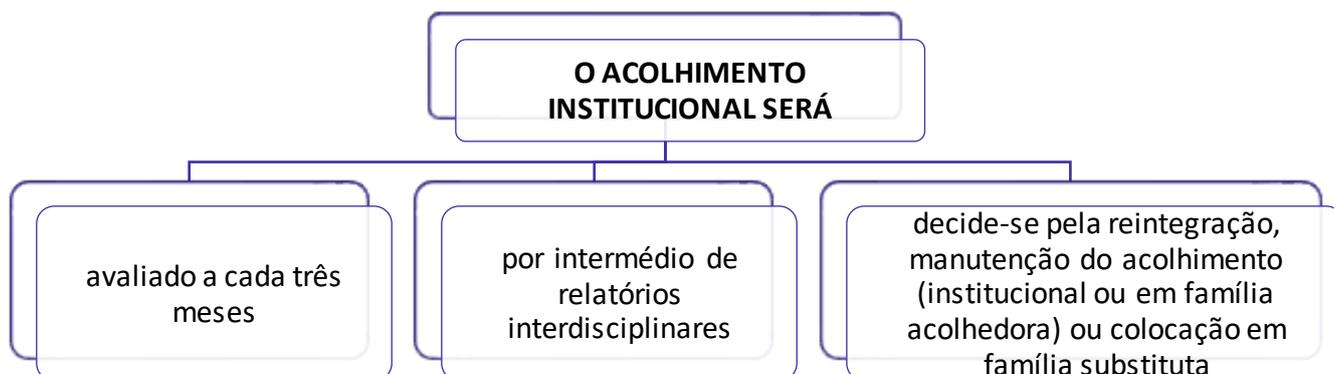 O ACOLHIMENTO
INSTITUCIONAL SERÁ
avaliado a cada três
meses
por intermédio de
relatórios
interdisciplinares
decide-se pela reintegração,
manutenção do acolhimento
(institucional ou em família
acolhedora) ou colocação em
família substituta